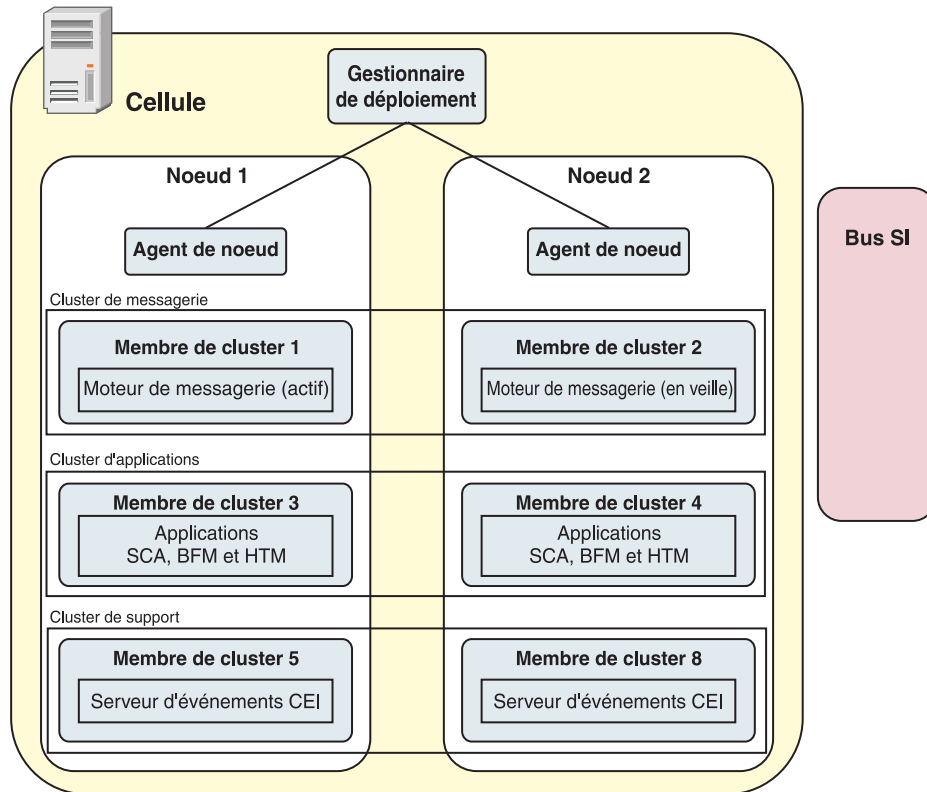 Gestionnaire
de déploiement
Cellule
Noeud 1
Noeud 2
Bus SI
Agent de noeud
Agent de noeud
Cluster de messagerie
Membre de cluster 1
Membre de cluster 2
Moteur de messagerie (actif)
Moteur de messagerie (en veille)
Cluster d'applications
Membre de cluster 3
Membre de cluster 4
Applications
SCA, BFM et HTM
Applications
SCA, BFM et HTM
Cluster de support
Membre de cluster 5
Membre de cluster 8
Serveur d'événements CEI
Serveur d'événements CEI